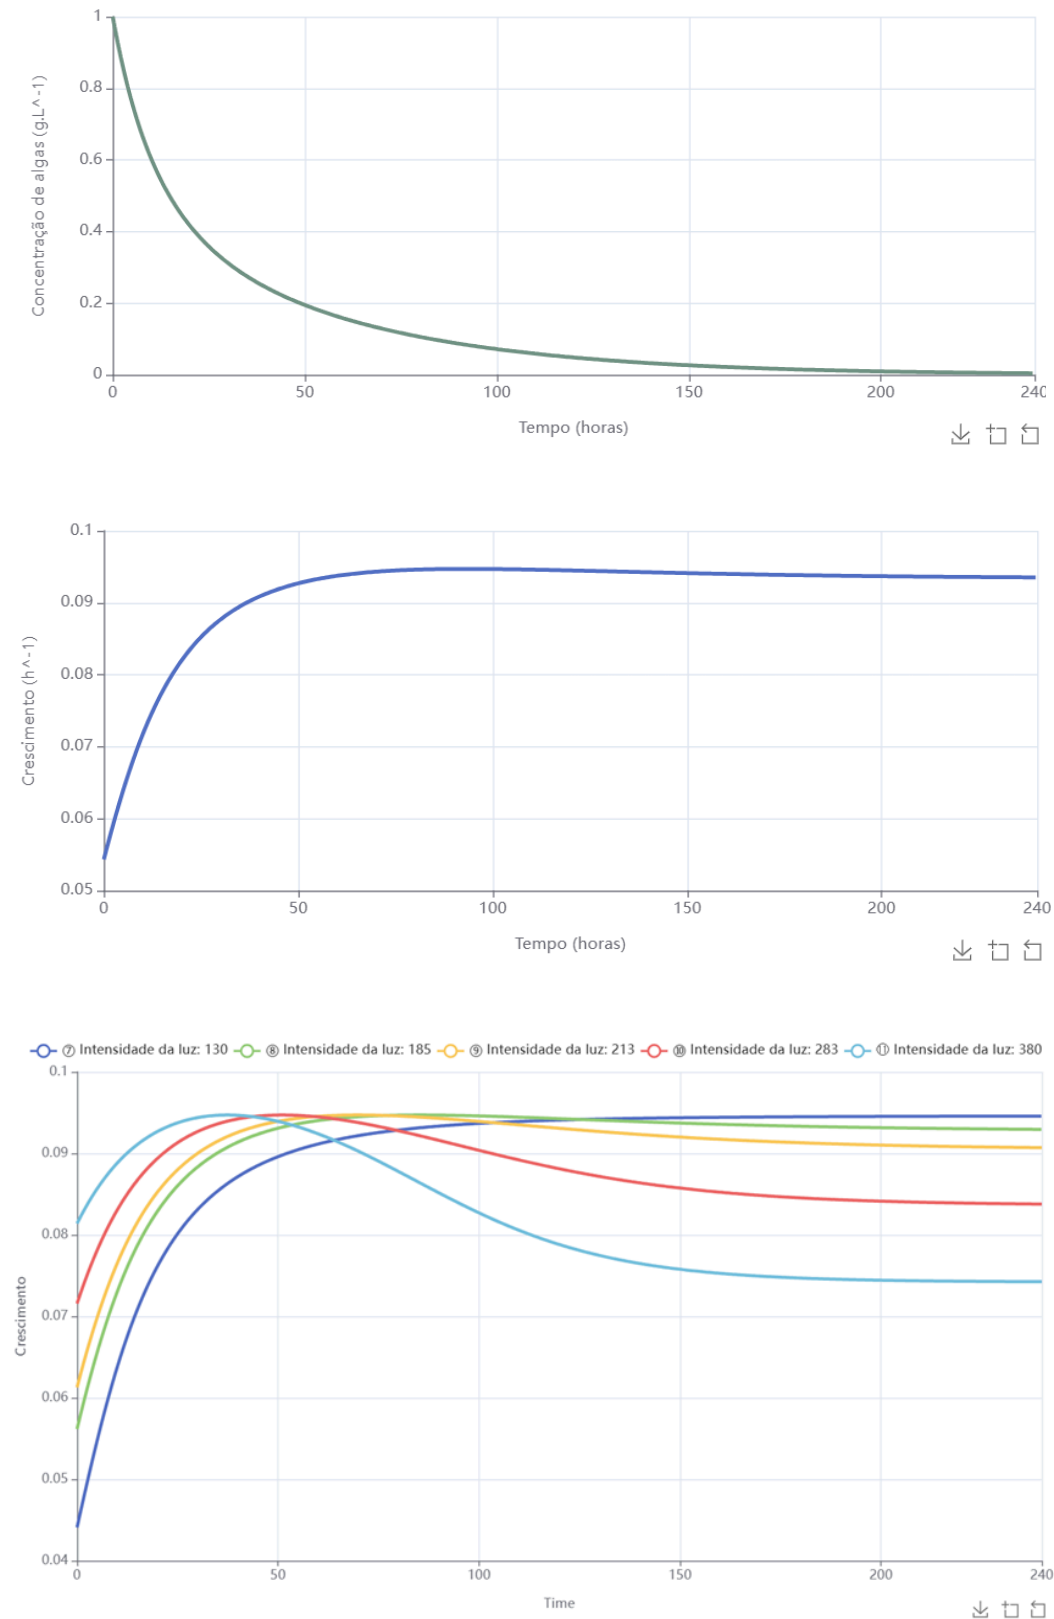 1
0.8
0.6
0.4
0.2
0
Concentração de algas (g.L^-1)
0 50 100 150 200 240
Tempo (horas)
0.1
0.09
0.08
0.07
0.06
0.05
Crescimento (h^-1)
0 50 100 150 200 240
Tempo (horas)
⑦ Intensidade da luz: 130 ⑧ Intensidade da luz: 185 ⑨ Intensidade da luz: 213 ⑩ Intensidade da luz: 283 ⑪ Intensidade da luz: 380
0.1
0.09
0.08
0.07
0.06
0.05
0.04
Crescimento
0 50 100 150 200 240
Time